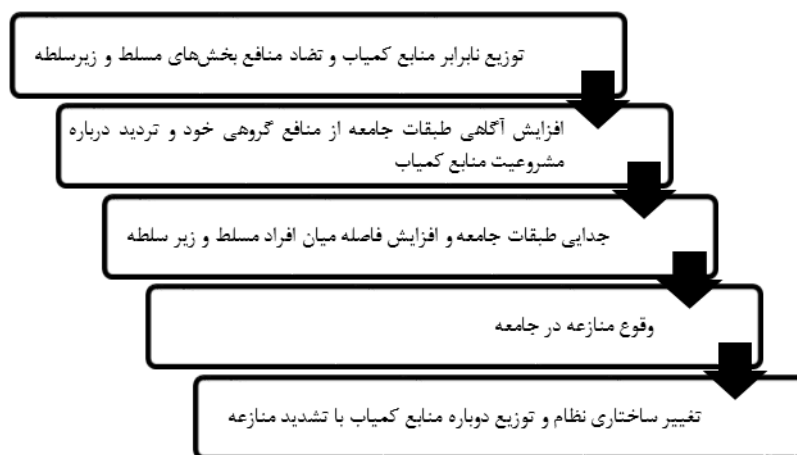 توزیع نابرابر منابع کمیاب و تضاد منافع بخش‌های مسلط و زیرسلطه
افزایش آگاهی طبقات جامعه از منافع گروهی خود و تردید درباره
مشروعیت منابع کمیاب
جدایی طبقات جامعه و افزایش فاصله میان افراد مسلط و زیر سلطه
وقوع منازعه در جامعه
تغییر ساختاری نظام و توزیع دوباره منابع کمیاب با تشدید منازعه